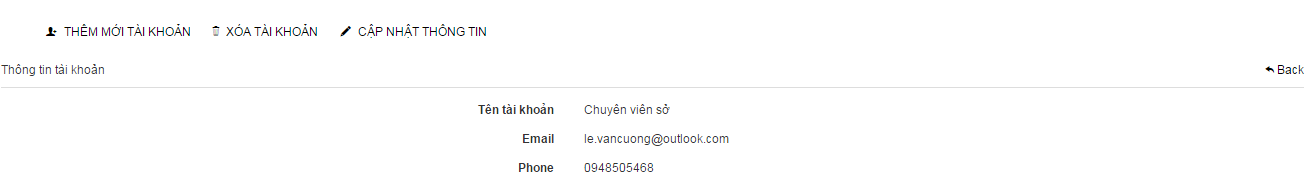 THÊM MỚI TÀI KHOẢN XÓA TÀI KHOẢN CẬP NHẬT THÔNG TIN
Thông tin tài khoản Back
Tên tài khoản Chuyên viên sở
Email le.vancuong@outlook.com
Phone 0948505468